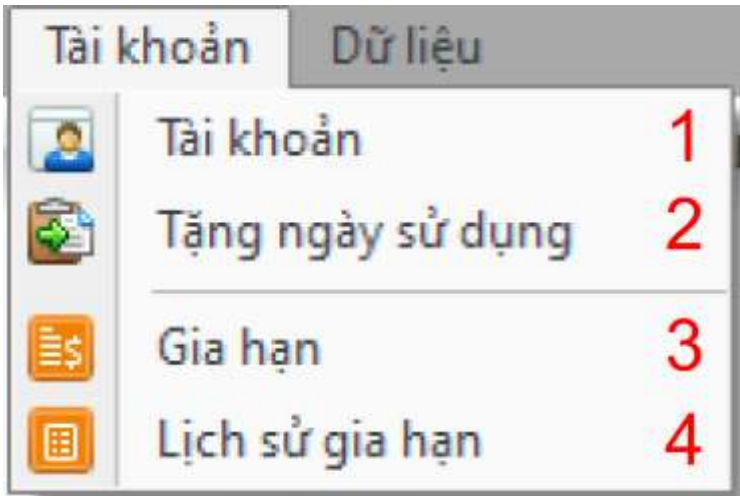 Tài khoản Dữ liệu
Tài khoản 1
Tặng ngày sử dụng 2
Gia hạn 3
Lịch sử gia hạn 4